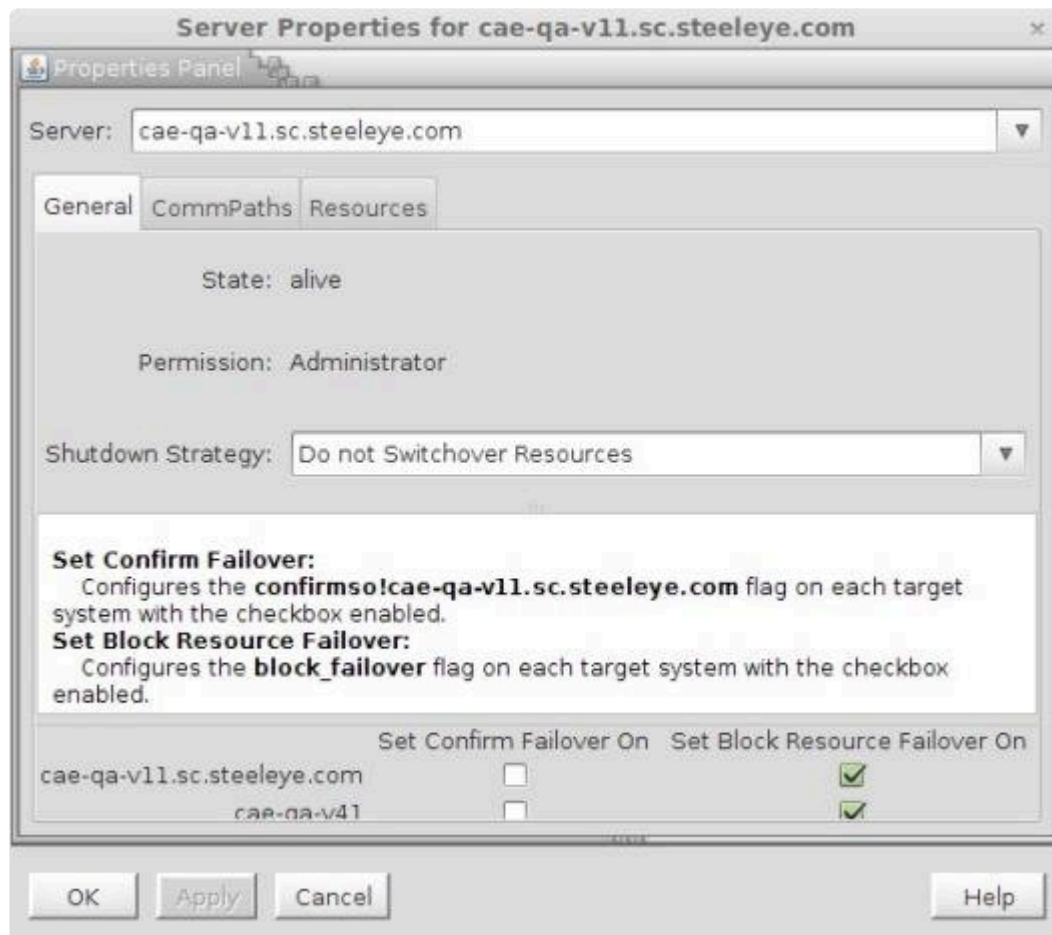 Server Properties for cae-qa-v11.sc.steeleye.com ×
Properties Panel
Server: cae-qa-v11.sc.steeleye.com
General CommPaths Resources
State: alive
Permission: Administrator
Shutdown Strategy: Do not Switchover Resources
Set Confirm Failover:
Configures the confirmso!cae-qa-v11.sc.steeleye.com flag on each target
system with the checkbox enabled.
Set Block Resource Failover:
Configures the block_failover flag on each target system with the checkbox
enabled.
Set Confirm Failover On Set Block Resource Failover On
cae-qa-v11.sc.steeleye.com
cae-qa-v41
OK Apply Cancel Help